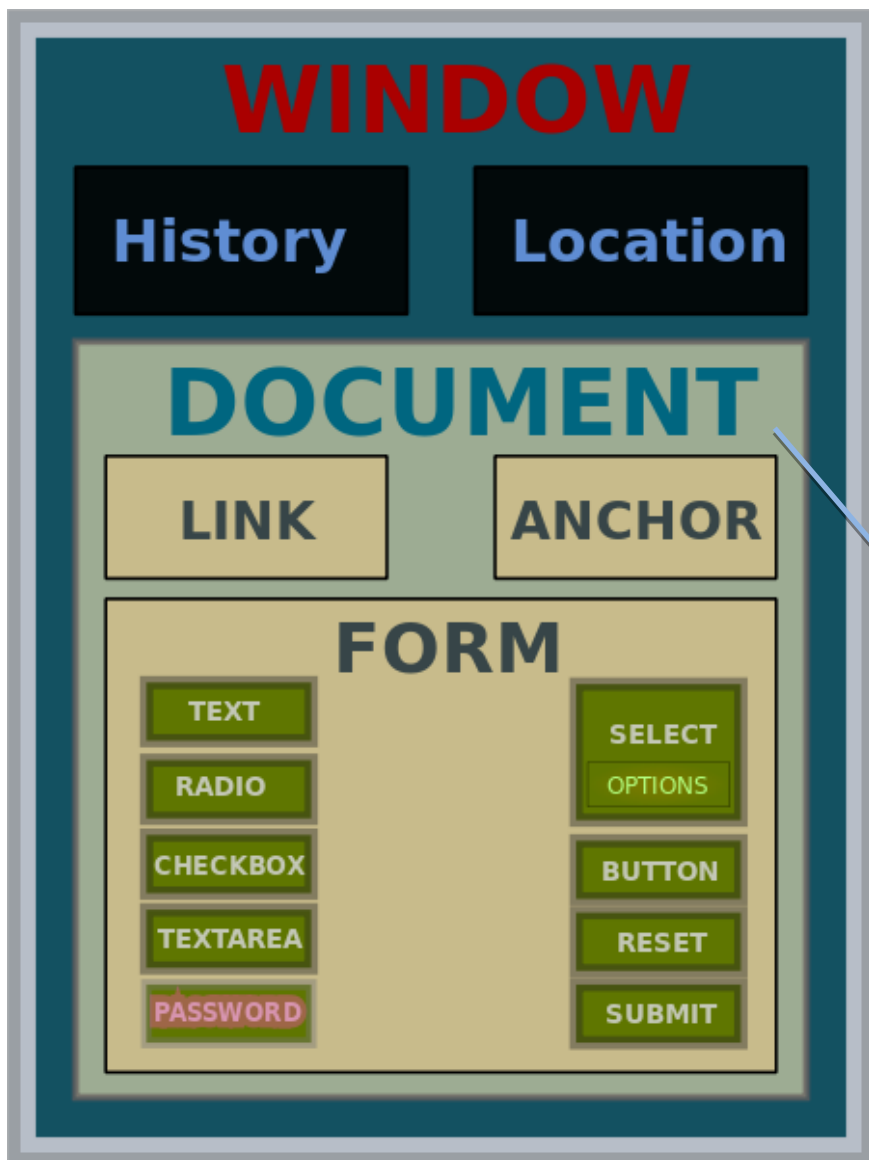 WINDOW
History
Location
DOCUMENT
LINK
ANCHOR
FORM
TEXT
RADIO
CHECKBOX
TEXTAREA
PASSWORD
SELECT
OPTIONS
BUTTON
RESET
SUBMIT